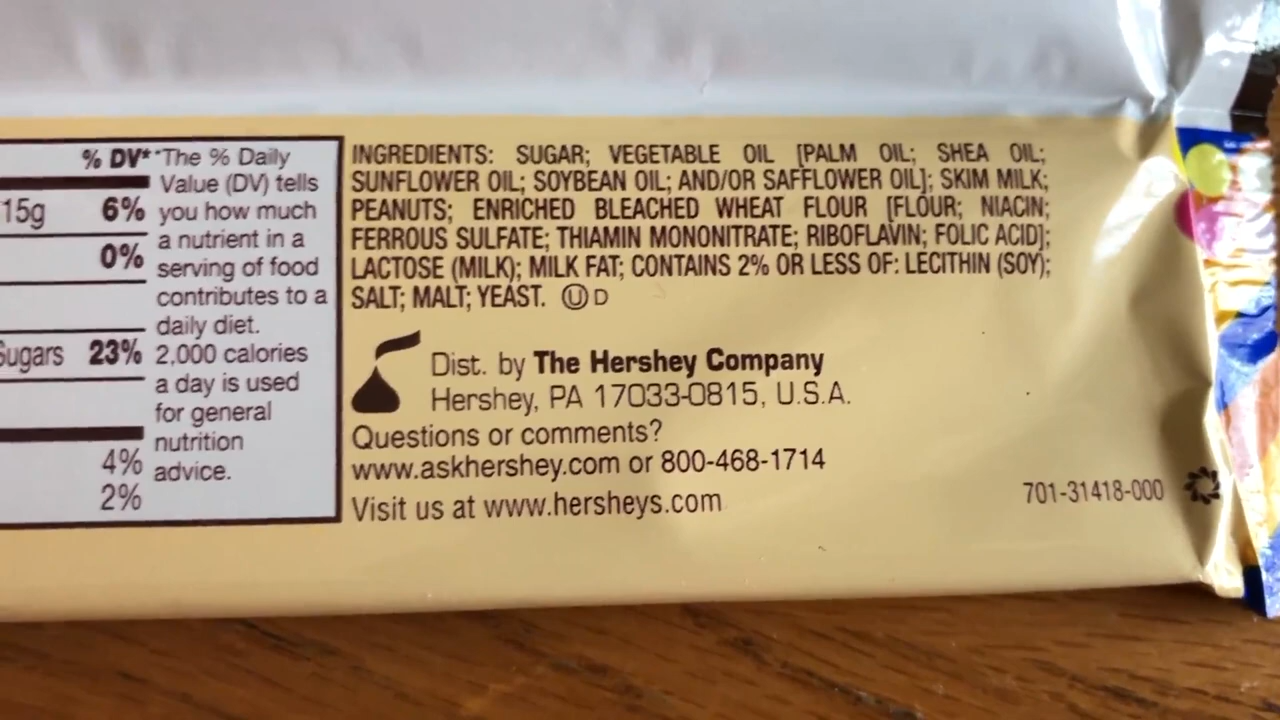 % DV*
15g 6%
0%
Sugars 23%
4%
2%
*The % Daily
Value (DV) tells
you how much
a nutrient in a
serving of food
contributes to a
daily diet.
2,000 calories
a day is used
for general
nutrition
advice.
INGREDIENTS: SUGAR; VEGETABLE OIL [PALM OIL; SHEA OIL;
SUNFLOWER OIL; SOYBEAN OIL; AND/OR SAFFLOWER OIL]; SKIM MILK;
PEANUTS; ENRICHED BLEACHED WHEAT FLOUR [FLOUR; NIACIN;
FERROUS SULFATE; THIAMIN MONONITRATE; RIBOFLAVIN; FOLIC ACID];
LACTOSE (MILK); MILK FAT; CONTAINS 2% OR LESS OF: LECITHIN (SOY);
SALT; MALT; YEAST. Ⓤ D
Dist. by The Hershey Company
Hershey, PA 17033-0815, U.S.A.
Questions or comments?
www.askhershey.com or 800-468-1714
Visit us at www.hersheys.com
701-31418-000